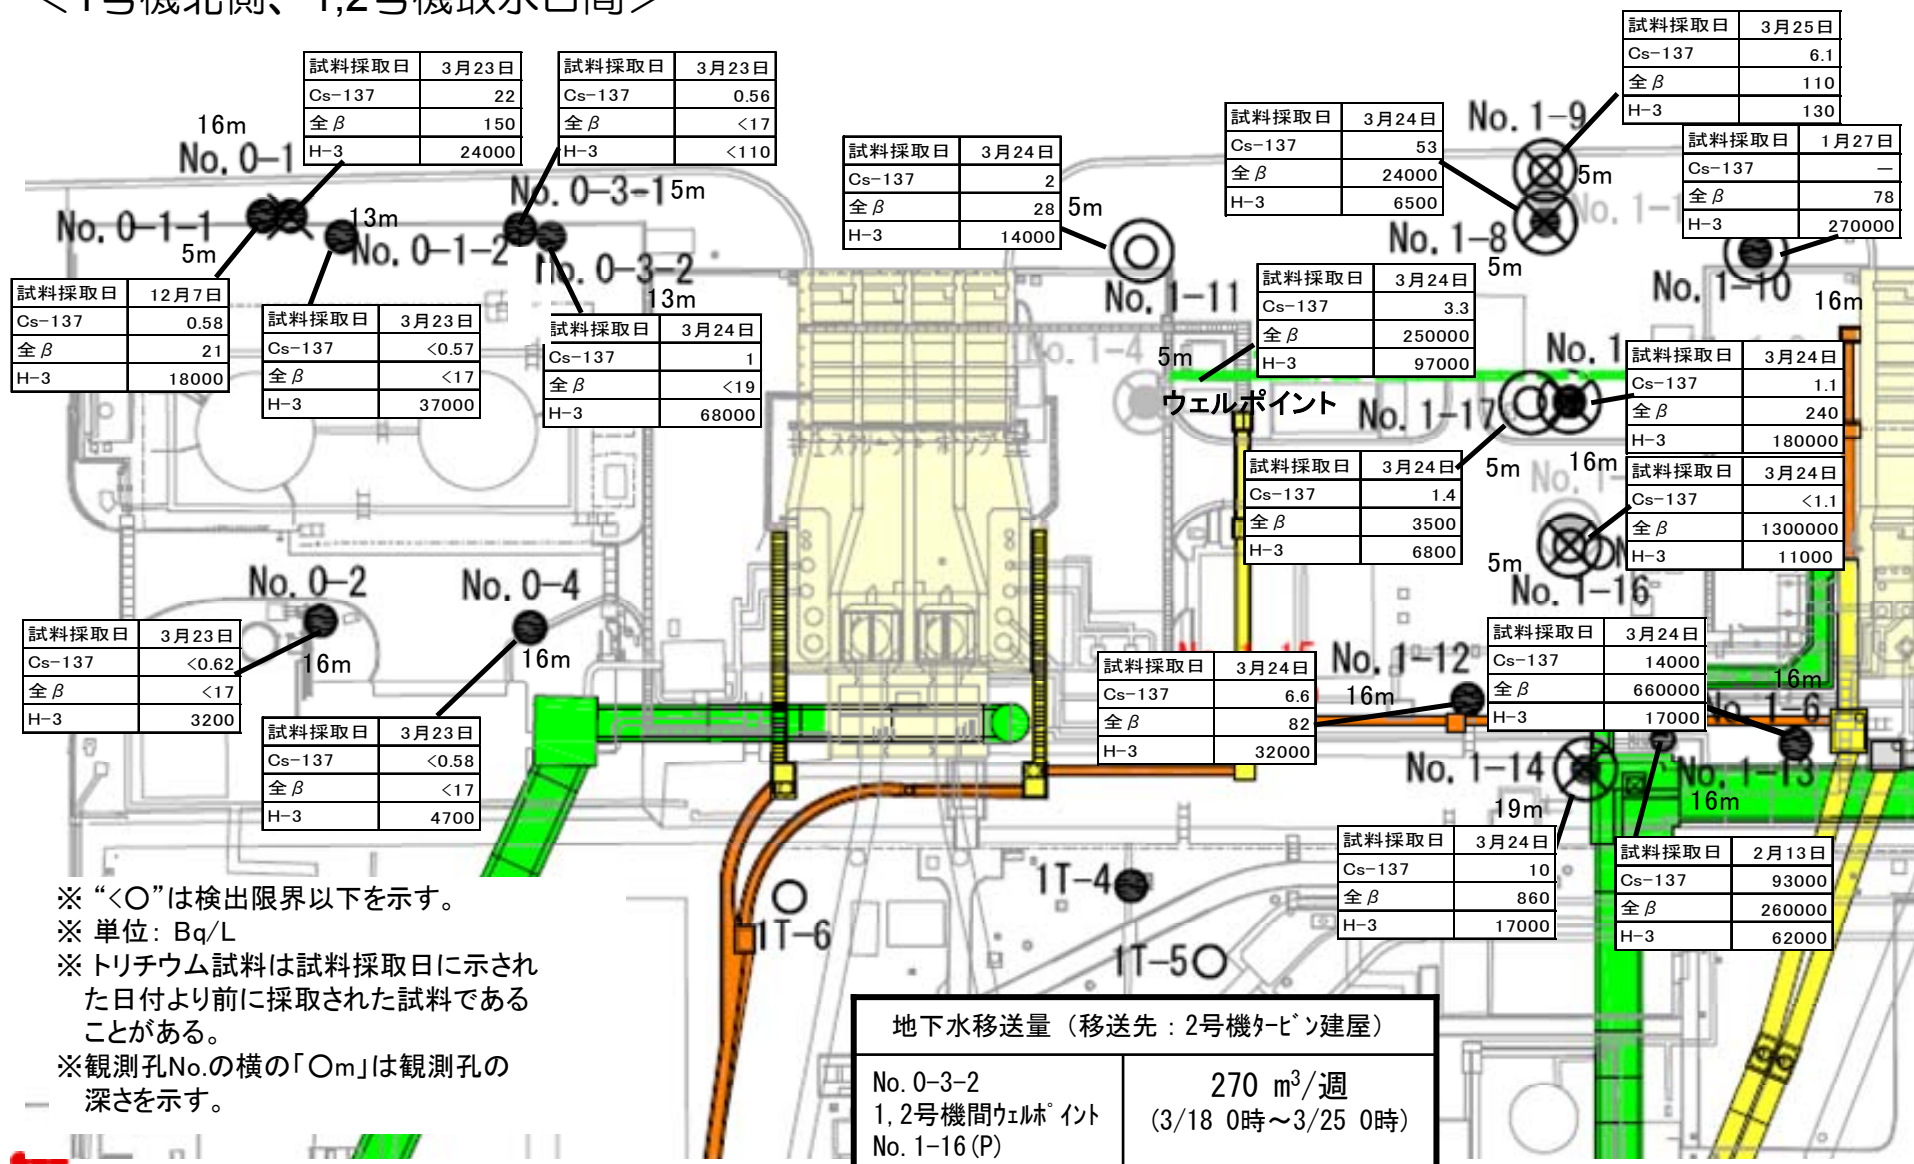 ＜1号機北側、1,2号機取水口間＞
試料採取日 3月23日
Cs-137 22
全β 150
H-3 24000
試料採取日 3月23日
Cs-137 0.56
全β <17
H-3 <110
試料採取日 3月24日
Cs-137 2
全β 28
H-3 14000
試料採取日 3月24日
Cs-137 53
全β 24000
H-3 6500
試料採取日 3月25日
Cs-137 6.1
全β 110
H-3 130
試料採取日 1月27日
Cs-137 －
全β 78
H-3 270000
16m
No. 0-1
No. 0-1-1
5m
13m
No. 0-1-2
No. 0-3-1
5m
No. 0-3-2
13m
5m
No. 1-11
No. 1-9
5m
No. 1-8
5m
No. 1-10
16m
試料採取日 12月7日
Cs-137 0.58
全β 21
H-3 18000
試料採取日 3月23日
Cs-137 <0.57
全β <17
H-3 37000
試料採取日 3月24日
Cs-137 1
全β <19
H-3 68000
試料採取日 3月24日
Cs-137 3.3
全β 250000
H-3 97000
No. 1-4
5m
ウェルポイント
No. 1
No. 1-17
5m
16m
試料採取日 3月24日
Cs-137 1.1
全β 240
H-3 180000
試料採取日 3月24日
Cs-137 1.4
全β 3500
H-3 6800
試料採取日 3月24日
Cs-137 <1.1
全β 1300000
H-3 11000
5m
No. 1-16
No. 0-2
16m
No. 0-4
16m
試料採取日 3月23日
Cs-137 <0.62
全β <17
H-3 3200
試料採取日 3月23日
Cs-137 <0.58
全β <17
H-3 4700
試料採取日 3月24日
Cs-137 6.6
全β 82
H-3 32000
No. 1-12
16m
試料採取日 3月24日
Cs-137 14000
全β 660000
H-3 17000
16m
No. 1-6
No. 1-14
19m
No. 1-13
16m
試料採取日 3月24日
Cs-137 10
全β 860
H-3 17000
試料採取日 2月13日
Cs-137 93000
全β 260000
H-3 62000
1T-6
1T-4
1T-5
※ “<〇”は検出限界以下を示す。
※ 単位： Bq/L
※ トリチウム試料は試料採取日に示され
た日付より前に採取された試料である
ことがある。
※観測孔No.の横の「〇m」は観測孔の
深さを示す。
地下水移送量（移送先：2号機ﾀｰﾋﾞﾝ建屋）
No. 0-3-2
1, 2号機間ｳｪﾙﾎﾟｲﾝﾄ
No. 1-16(P)
270 m³/週
(3/18 0時～3/25 0時)